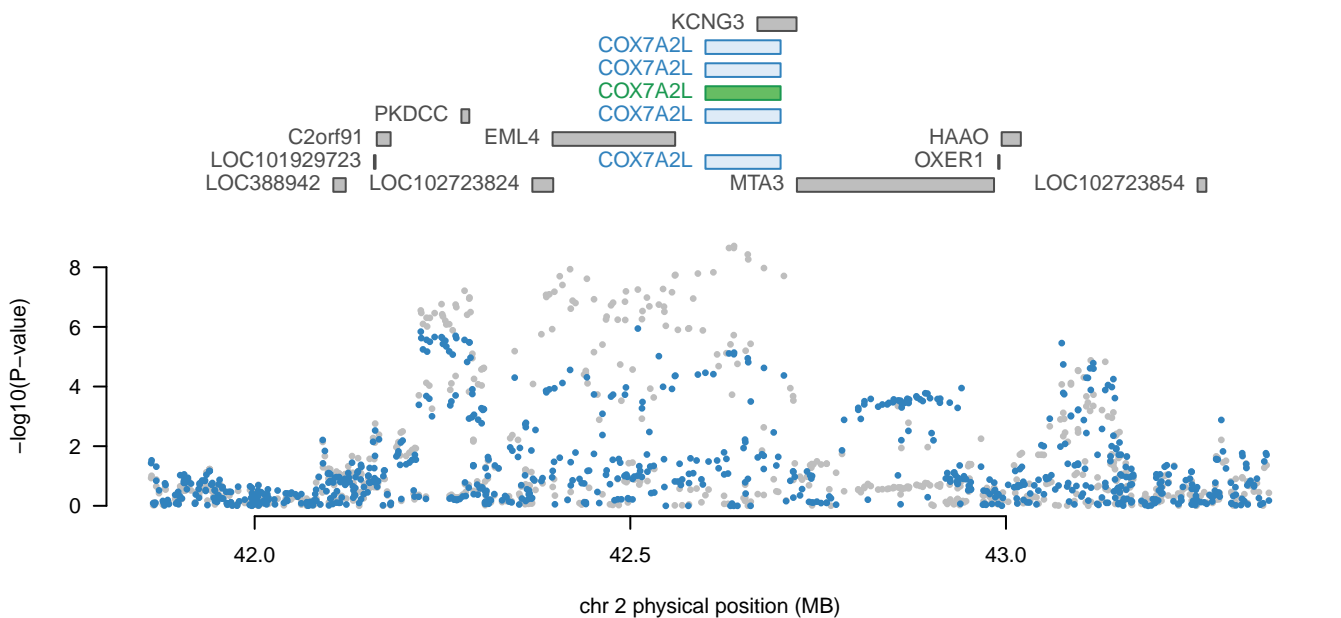 KCNG3
COX7A2L
COX7A2L
COX7A2L
PKDCC COX7A2L
C2orf91 EML4 HAAO
LOC101929723 COX7A2L OXER1
LOC388942 LOC102723824 MTA3 LOC102723854
8
6
4
2
0
−log10(P−value)
42.0 42.5 43.0
chr 2 physical position (MB)